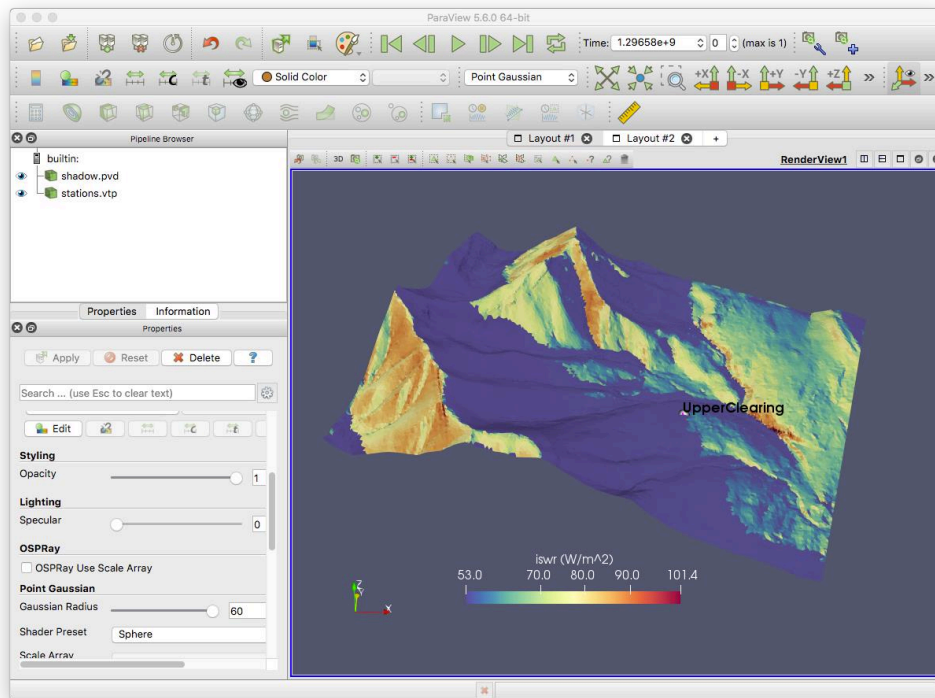 ParaView 5.6.0 64-bit
Time: 1.29658e+9 0 (max is 1)
Solid Color Point Gaussian +X -X +Y -Y +Z » »
Layout #1 Layout #2 +
Pipeline Browser
3D RenderView1
builtin:
shadow.pvd
stations.vtp
Properties Information
Properties
Apply Reset Delete ?
Search ... (use Esc to clear text)
Edit
Styling
Opacity 1
Lighting
Specular 0
OSPRay
OSPRay Use Scale Array
Point Gaussian
Gaussian Radius 60
Shader Preset Sphere
Scale Array
UpperClearing
iswr (W/m^2)
53.0 70.0 80.0 90.0 101.4
Z
Y
X